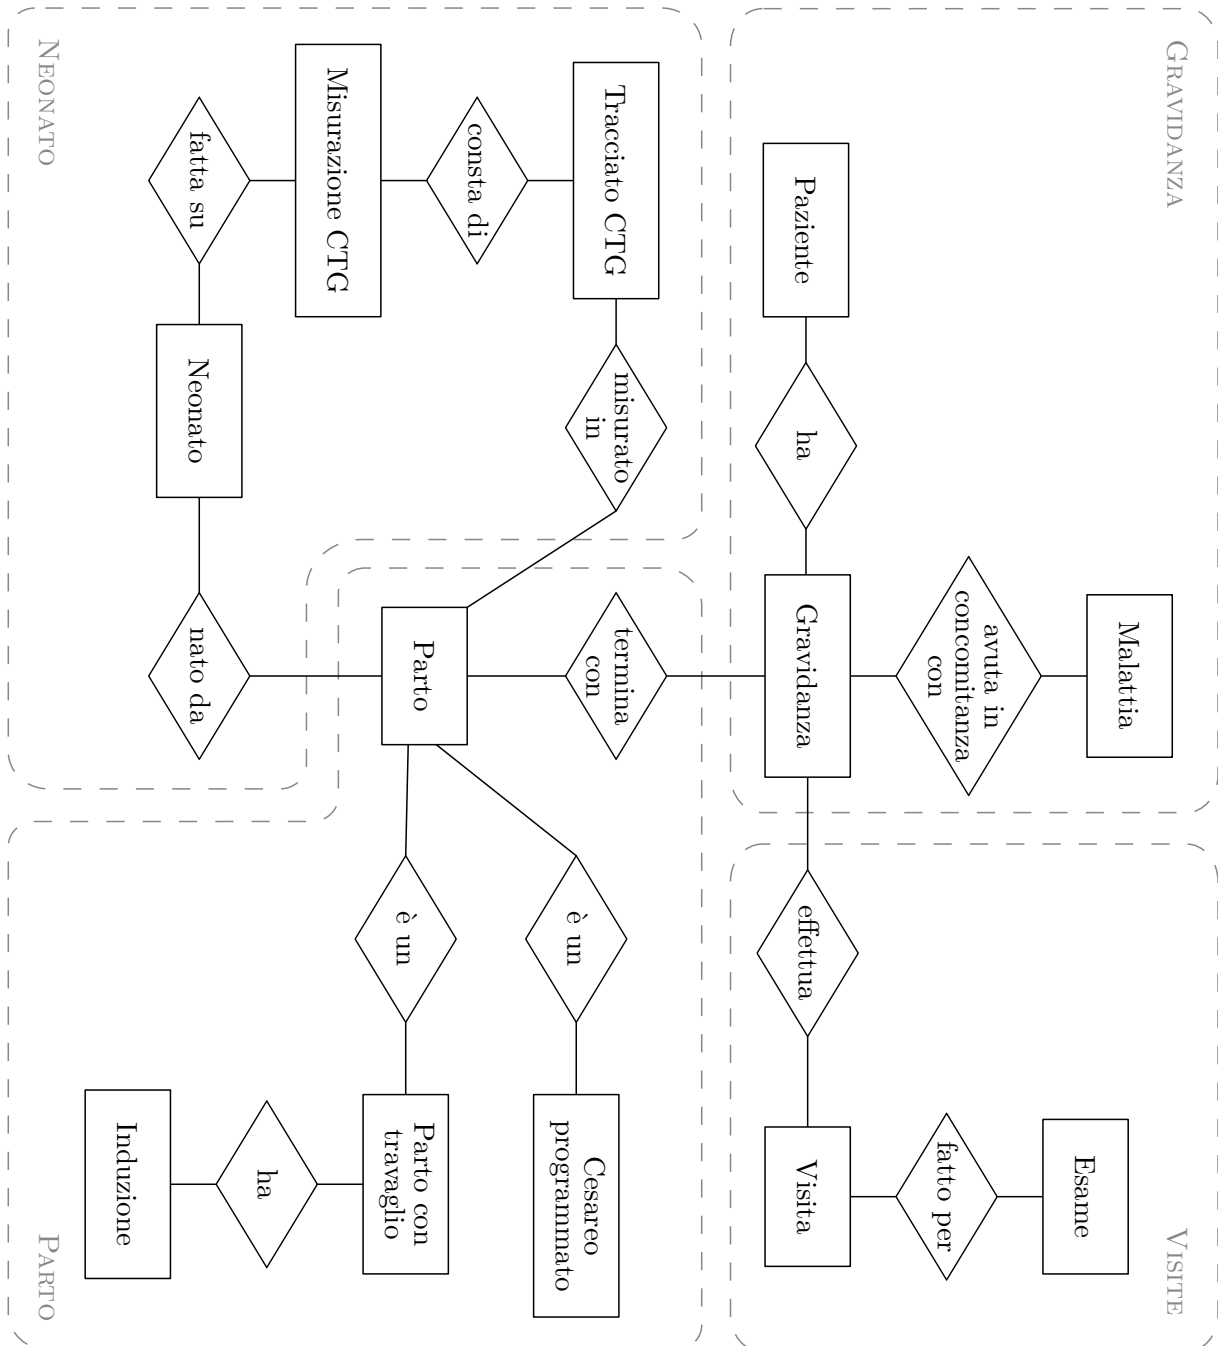 GRAVIDANZA
VISITE
Malattia
Esame
avuta in
concomitanza
con
fatto per
Paziente
ha
Gravidanza
effettua
Visita
Tracciato CTG
misurato
in
termina
con
è un
Cesareo
programmato
consta di
Parto
è un
Parto con
travaglio
Misurazione CTG
ha
fatta su
Neonato
nato da
Induzione
NEONATO
PARTO